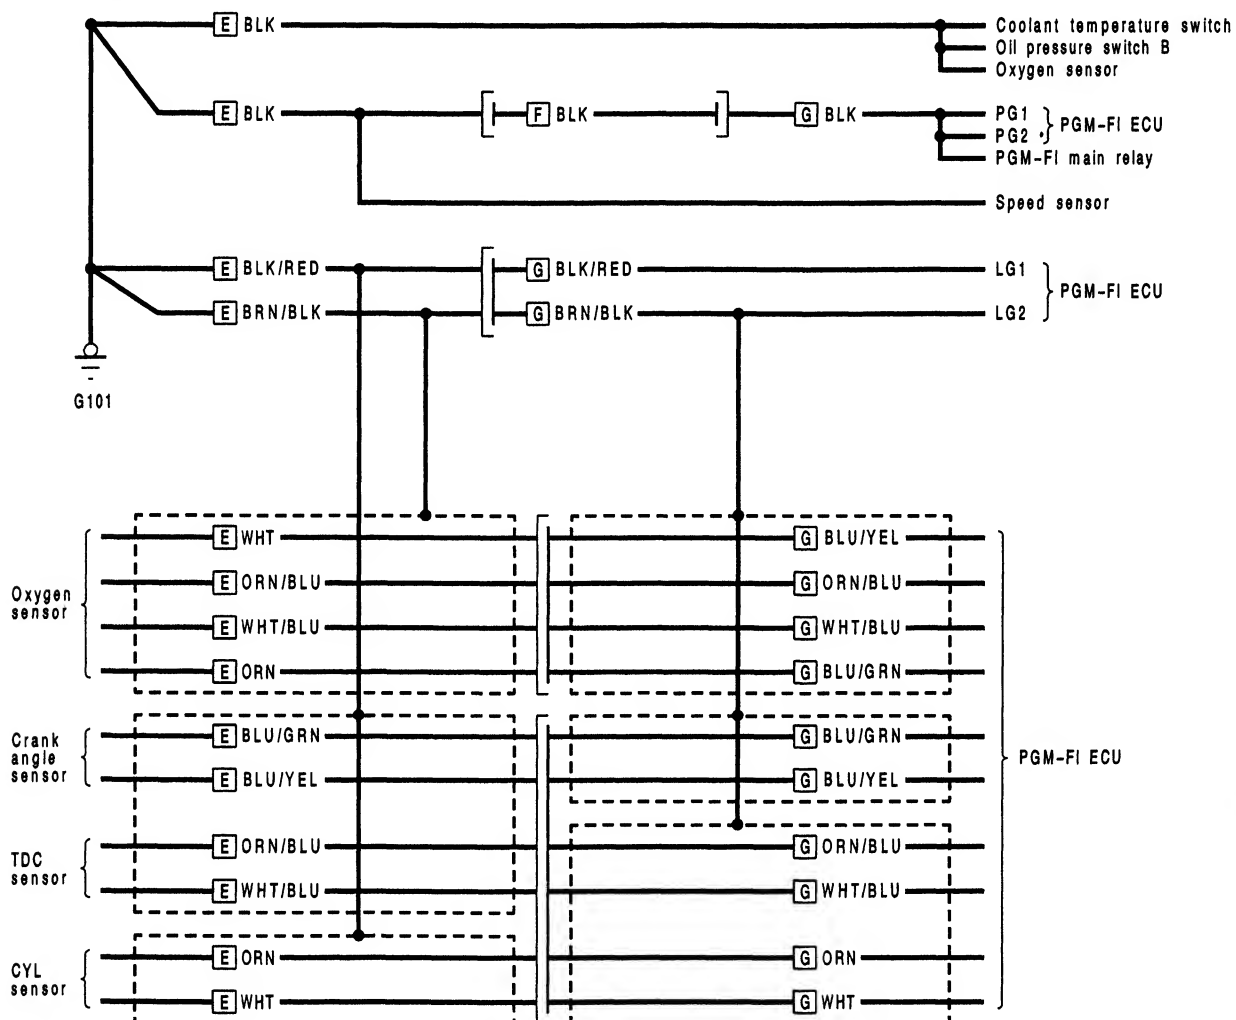 E BLK Coolant temperature switch
Oil pressure switch B
Oxygen sensor
E BLK F BLK G BLK PG1
PG2 PGM-FI ECU
PGM-FI main relay
Speed sensor
E BLK/RED G BLK/RED LG1
PGM-FI ECU
E BRN/BLK G BRN/BLK LG2
G101
E WHT G BLU/YEL
Oxygen sensor
E ORN/BLU G ORN/BLU
E WHT/BLU G WHT/BLU
E ORN G BLU/GRN
Crank angle sensor
E BLU/GRN G BLU/GRN
PGM-FI ECU
E BLU/YEL G BLU/YEL
TDC sensor
E ORN/BLU G ORN/BLU
E WHT/BLU G WHT/BLU
CYL sensor
E ORN G ORN
E WHT G WHT